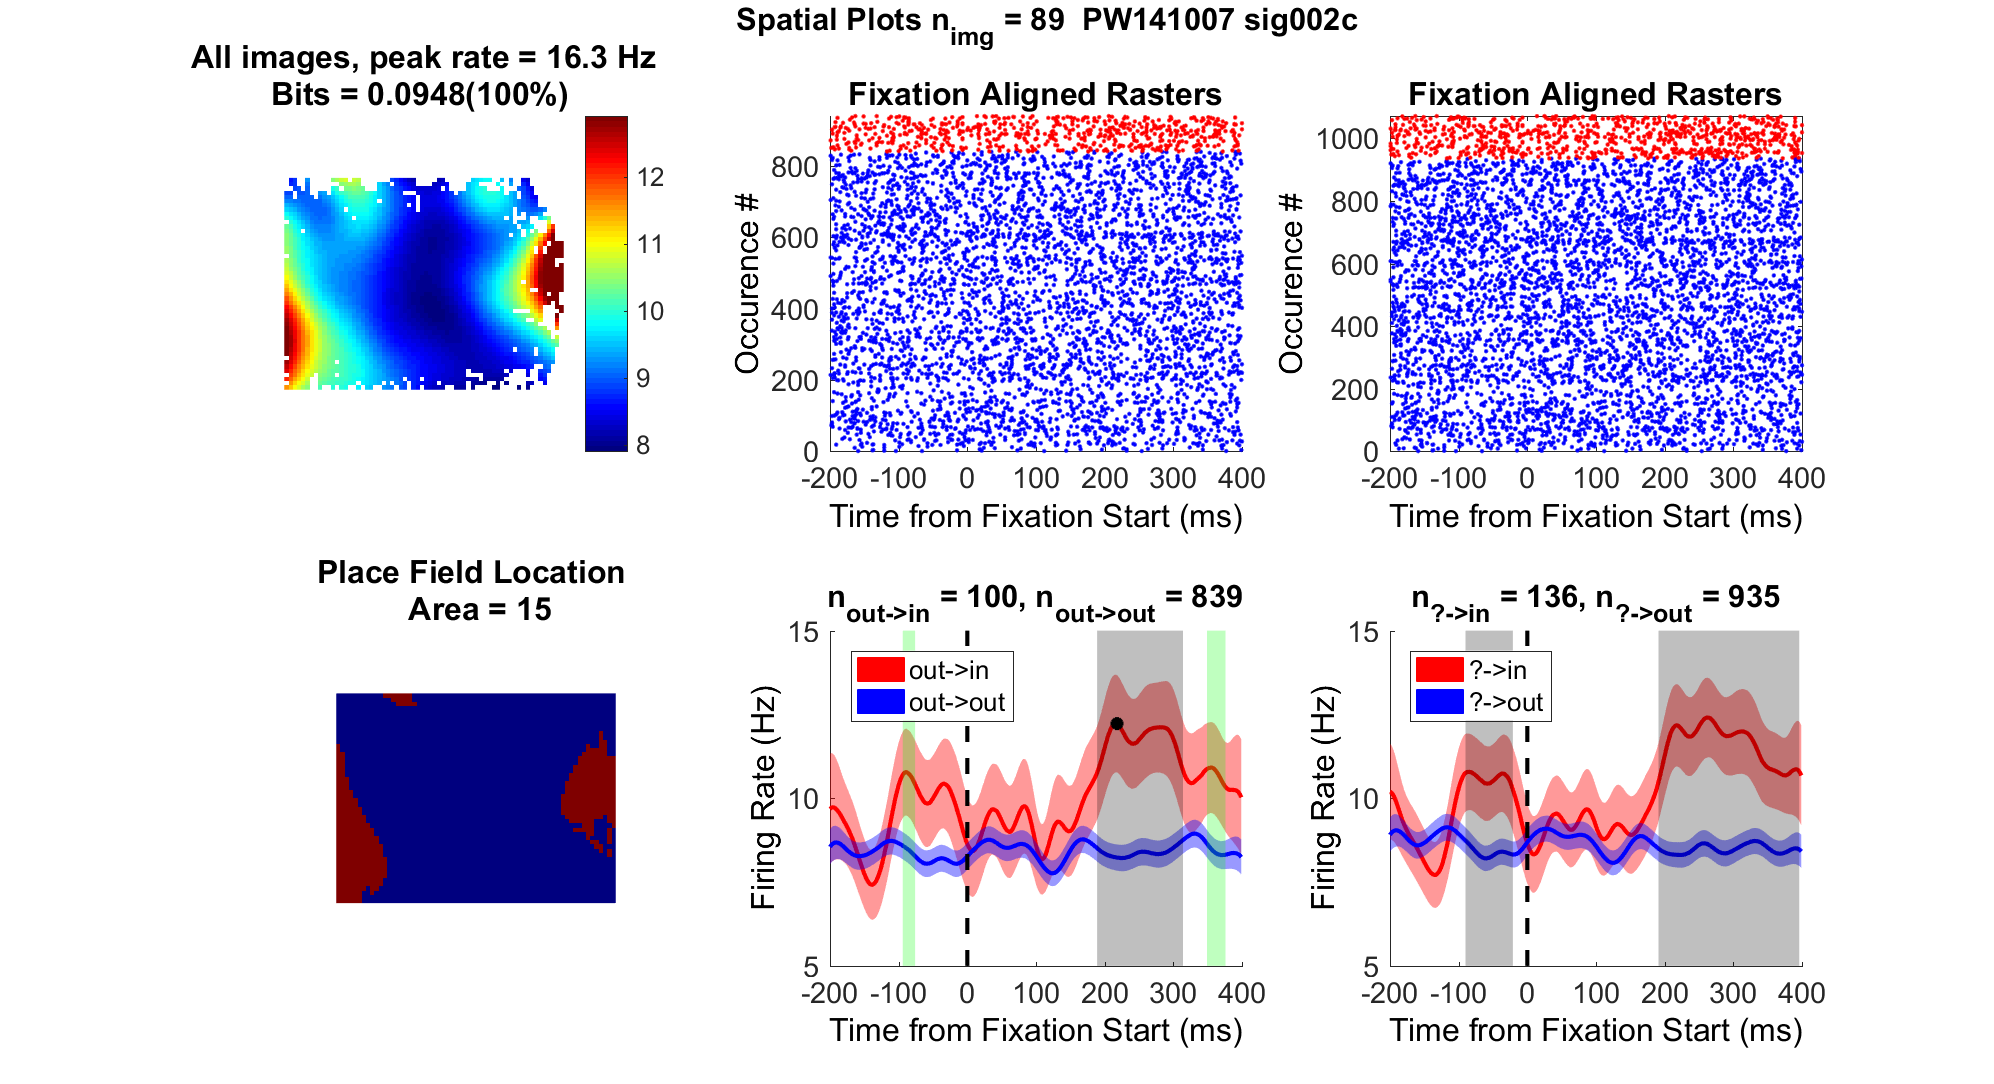 Spatial Plots n_img = 89  PW141007 sig002c
All images, peak rate = 16.3 Hz
Bits = 0.0948(100%)
12
11
10
9
8
Fixation Aligned Rasters
Occurence #
800
600
400
200
0
-200 -100 0 100 200 300 400
Time from Fixation Start (ms)
Fixation Aligned Rasters
Occurence #
1000
800
600
400
200
0
-200 -100 0 100 200 300 400
Time from Fixation Start (ms)
Place Field Location
Area = 15
n_out->in = 100, n_out->out = 839
Firing Rate (Hz)
15
10
5
out->in
out->out
-200 -100 0 100 200 300 400
Time from Fixation Start (ms)
n_?->in = 136, n_?->out = 935
Firing Rate (Hz)
15
10
5
?->in
?->out
-200 -100 0 100 200 300 400
Time from Fixation Start (ms)